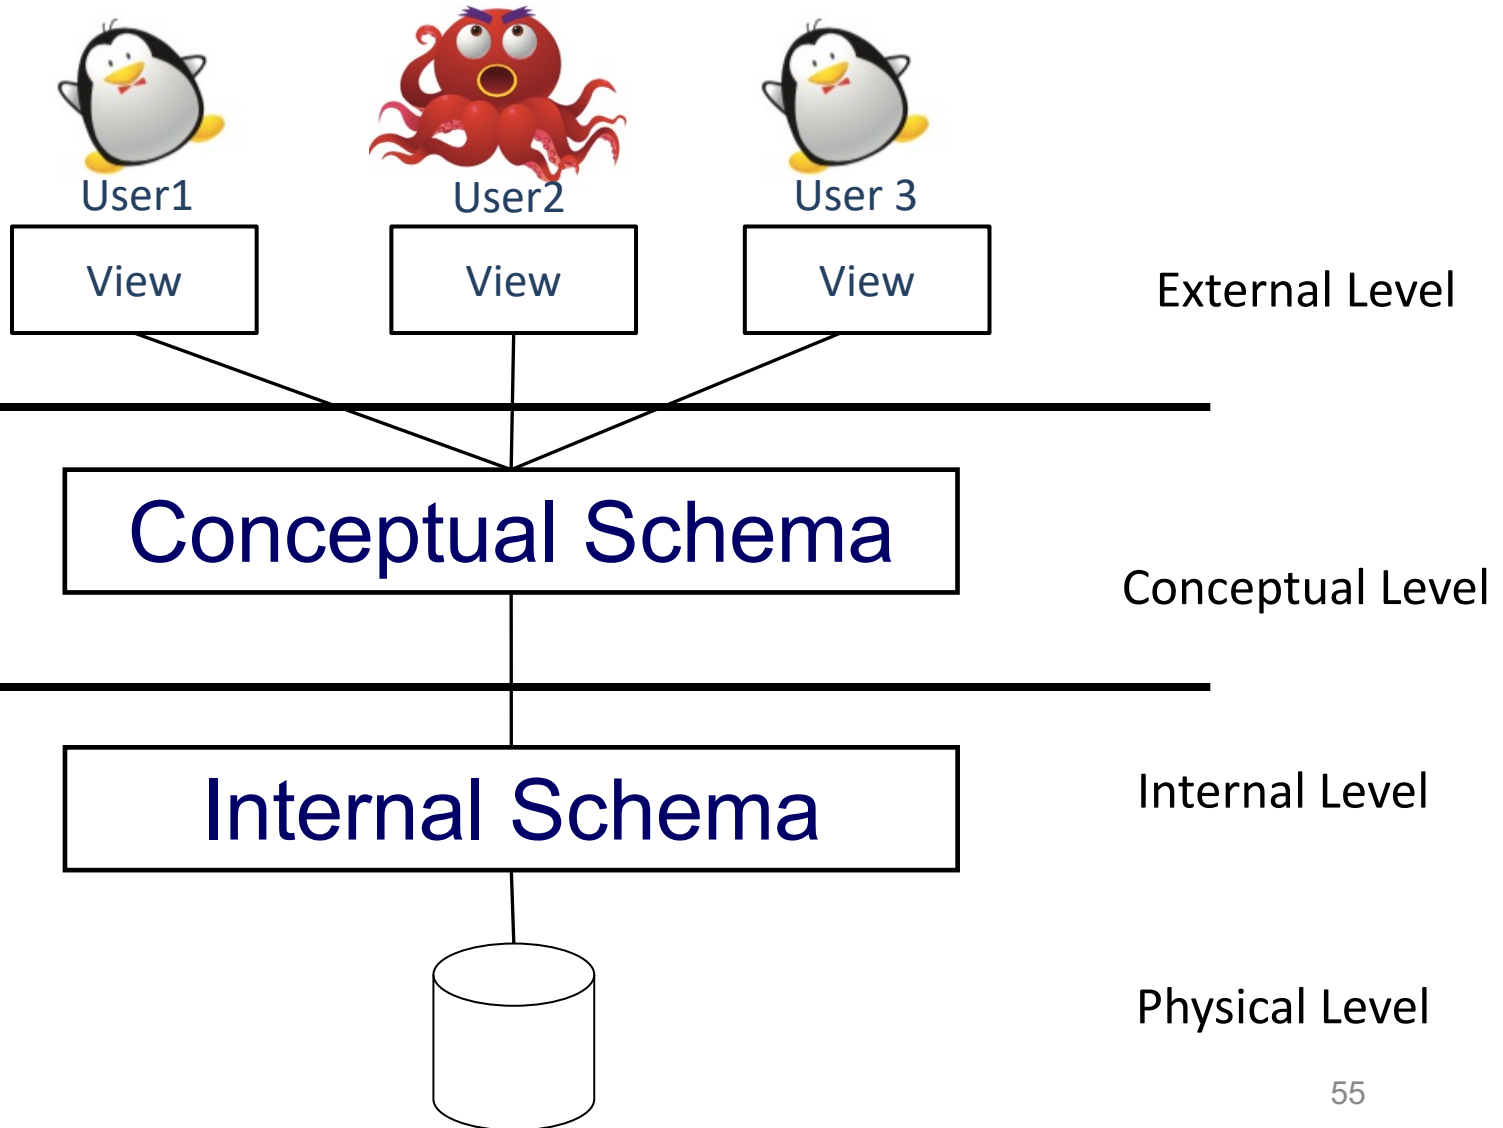 User1
User2
User 3
View
View
View
External Level
Conceptual Schema
Conceptual Level
Internal Schema
Internal Level
Physical Level
55